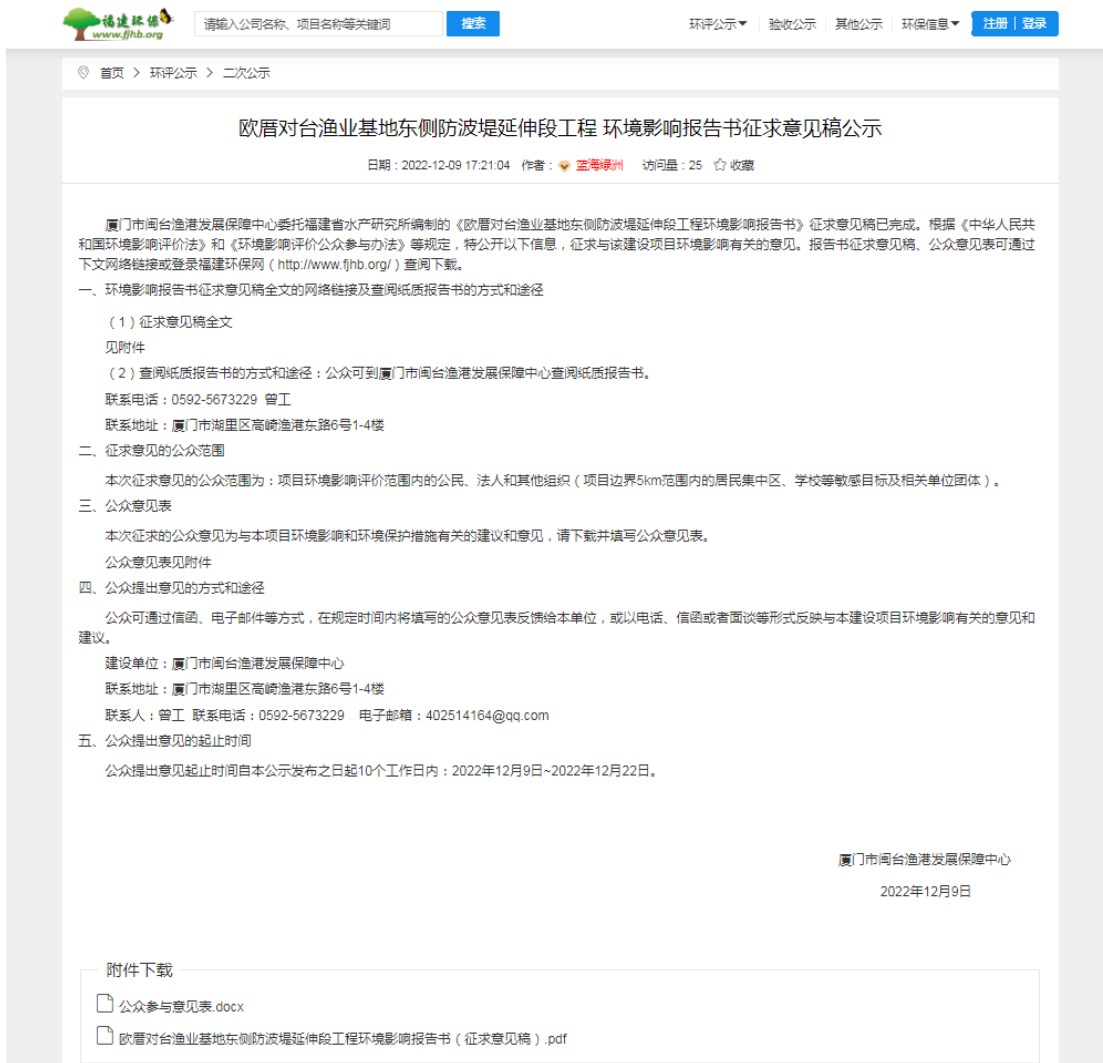 福建环保
www.fjhb.org
请输入公司名称、项目名称等关键词
搜索
环评公示▼
验收公示
其他公示
环保信息▼
注册 | 登录
首页 > 环评公示 > 二次公示
欧厝对台渔业基地东侧防波堤延伸段工程 环境影响报告书征求意见稿公示
日期：2022-12-09 17:21:04 作者： 蓝海绿洲 访问量：25 收藏
厦门市闽台渔港发展保障中心委托福建省水产研究所编制的《欧厝对台渔业基地东侧防波堤延伸段工程环境影响报告书》征求意见稿已完成。根据《中华人民共
和国环境影响评价法》和《环境影响评价公众参与办法》等规定，特公开以下信息，征求与该建设项目环境影响有关的意见。报告书征求意见稿、公众意见表可通过
下文网络链接或登录福建环保网（http://www.fjhb.org/）查阅下载。
一、环境影响报告书征求意见稿全文的网络链接及查阅纸质报告书的方式和途径
（1）征求意见稿全文
见附件
（2）查阅纸质报告书的方式和途径：公众可到厦门市闽台渔港发展保障中心查阅纸质报告书。
联系电话：0592-5673229 曾工
联系地址：厦门市湖里区高崎渔港东路6号1-4楼
二、征求意见的公众范围
本次征求意见的公众范围为：项目环境影响评价范围内的公民、法人和其他组织（项目边界5km范围内的居民集中区、学校等敏感目标及相关单位团体）。
三、公众意见表
本次征求的公众意见为与本项目环境影响和环境保护措施有关的建议和意见，请下载并填写公众意见表。
公众意见表见附件
四、公众提出意见的方式和途径
公众可通过信函、电子邮件等方式，在规定时间内将填写的公众意见表反馈给本单位，或以电话、信函或者面谈等形式反映与本建设项目环境影响有关的意见和
建议。
建设单位：厦门市闽台渔港发展保障中心
联系地址：厦门市湖里区高崎渔港东路6号1-4楼
联系人：曾工 联系电话：0592-5673229 电子邮箱：402514164@qq.com
五、公众提出意见的起止时间
公众提出意见起止时间自本公示发布之日起10个工作日内：2022年12月9日~2022年12月22日。
厦门市闽台渔港发展保障中心
2022年12月9日
附件下载
公众参与意见表.docx
欧厝对台渔业基地东侧防波堤延伸段工程环境影响报告书（征求意见稿）.pdf